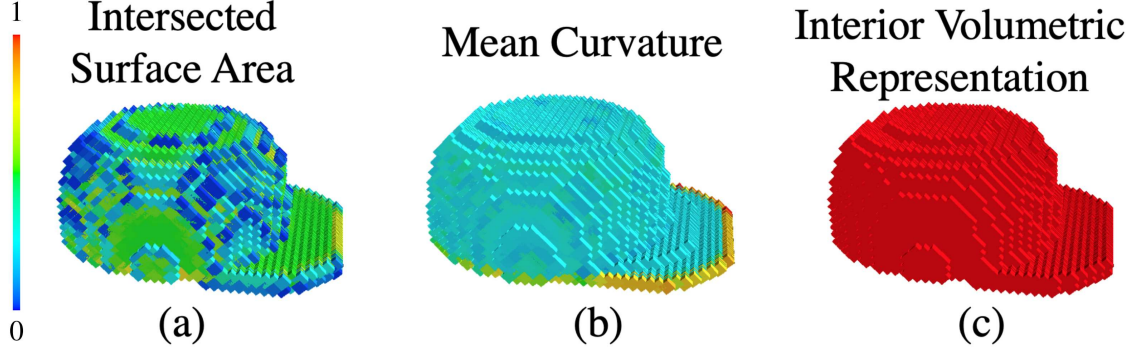 1
Intersected
Surface Area
Mean Curvature
Interior Volumetric
Representation
0
(a)
(b)
(c)